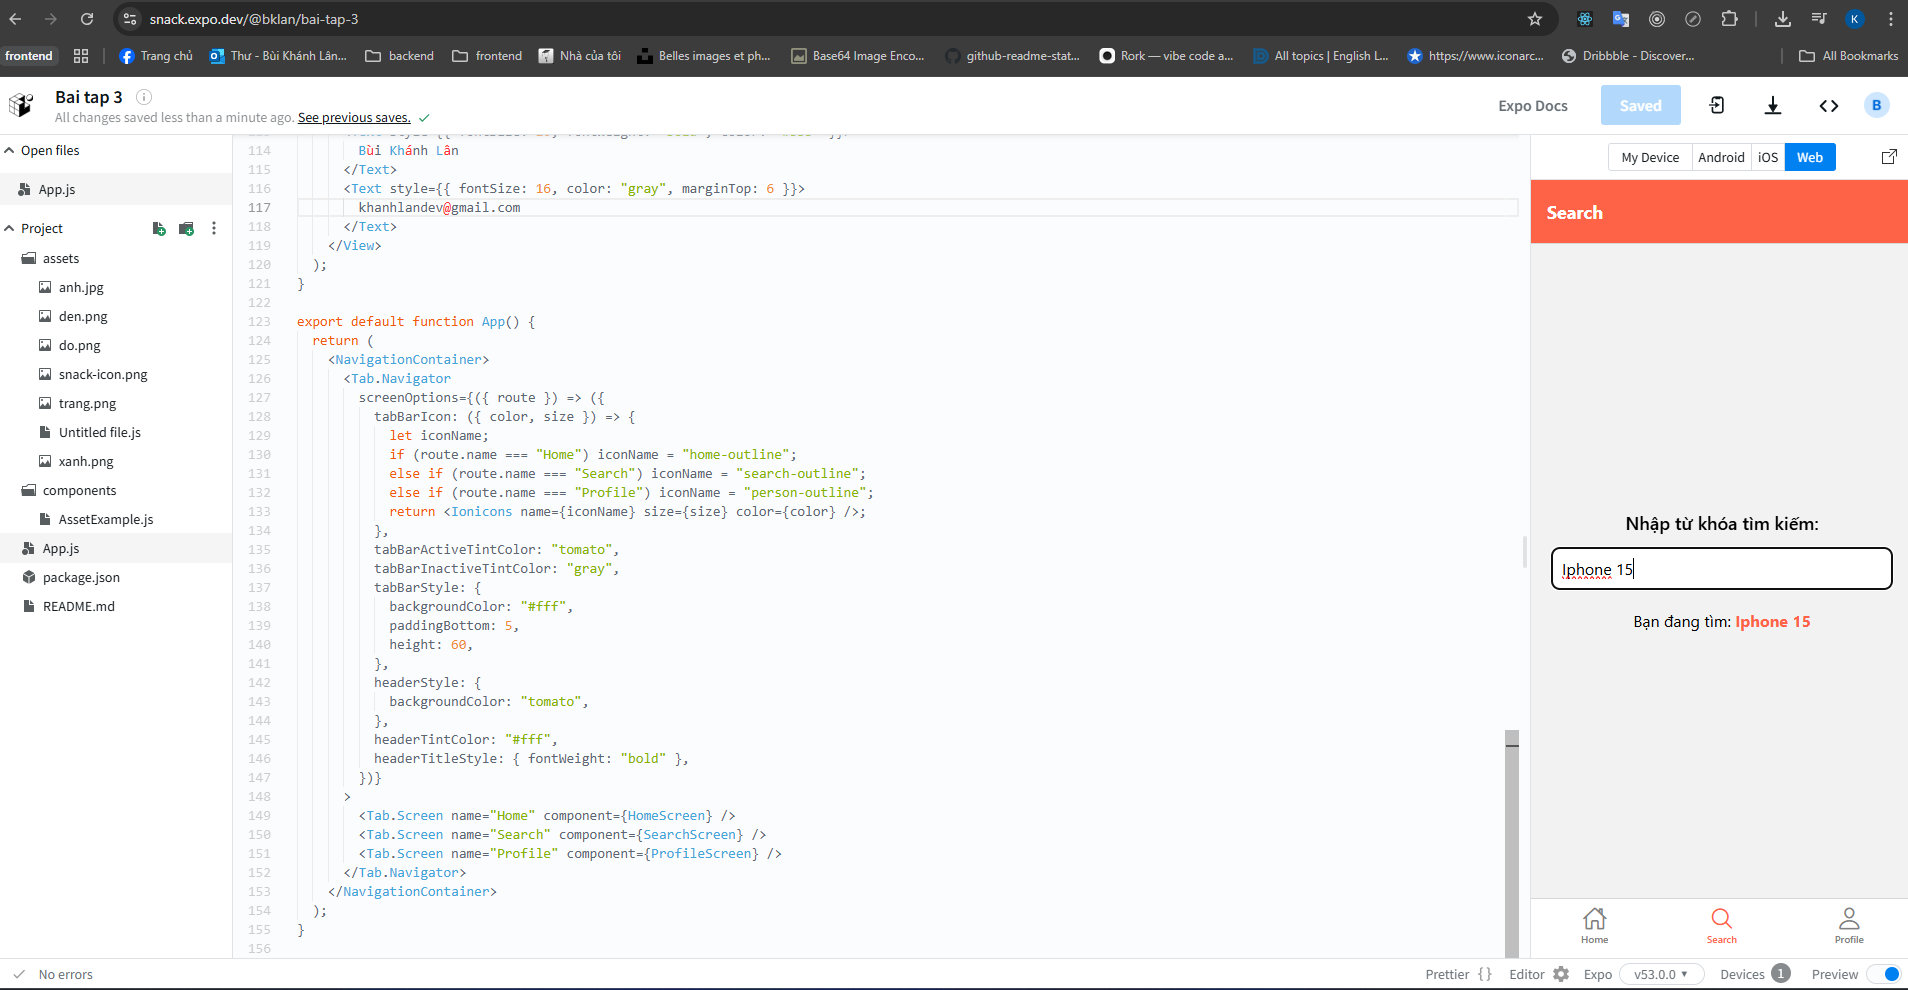 snack.expo.dev/@bklan/bai-tap-3
K
frontend
Trang chủ
Thư - Bùi Khánh Lân...
backend
frontend
Nhà của tôi
Belles images et ph...
Base64 Image Enco...
github-readme-stat...
Rork — vibe code a...
All topics | English L...
https://www.iconarc...
Dribbble - Discover...
All Bookmarks
Bai tap 3
All changes saved less than a minute ago. See previous saves.
Expo Docs
Saved
B
Open files
App.js
Project
assets
anh.jpg
den.png
do.png
snack-icon.png
trang.png
Untitled file.js
xanh.png
components
AssetExample.js
App.js
package.json
README.md
114 Bùi Khánh Lân
115 </Text>
116 <Text style={{ fontSize: 16, color: "gray", marginTop: 6 }}>
117 khanhlandev@gmail.com
118 </Text>
119 </View>
120 );
121 }
122
123 export default function App() {
124 return (
125 <NavigationContainer>
126 <Tab.Navigator
127 screenOptions={({ route }) => ({
128 tabBarIcon: ({ color, size }) => {
129 let iconName;
130 if (route.name === "Home") iconName = "home-outline";
131 else if (route.name === "Search") iconName = "search-outline";
132 else if (route.name === "Profile") iconName = "person-outline";
133 return <Ionicons name={iconName} size={size} color={color} />;
134 },
135 tabBarActiveTintColor: "tomato",
136 tabBarInactiveTintColor: "gray",
137 tabBarStyle: {
138 backgroundColor: "#fff",
139 paddingBottom: 5,
140 height: 60,
141 },
142 headerStyle: {
143 backgroundColor: "tomato",
144 },
145 headerTintColor: "#fff",
146 headerTitleStyle: { fontWeight: "bold" },
147 })}
148 >
149 <Tab.Screen name="Home" component={HomeScreen} />
150 <Tab.Screen name="Search" component={SearchScreen} />
151 <Tab.Screen name="Profile" component={ProfileScreen} />
152 </Tab.Navigator>
153 </NavigationContainer>
154 );
155 }
156
My Device
Android
iOS
Web
Search
Nhập từ khóa tìm kiếm:
Iphone 15
Bạn đang tìm: Iphone 15
Home
Search
Profile
No errors
Prettier {}
Editor
Expo
v53.0.0
Devices 1
Preview